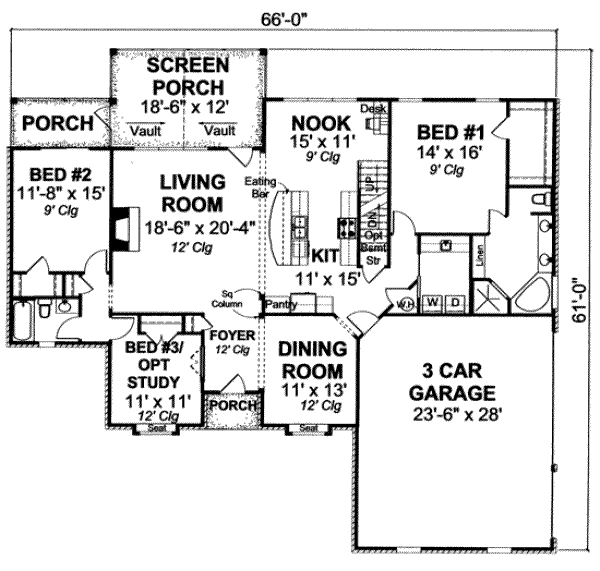 66'-0"
SCREEN
PORCH
18'-6" x 12'
Vault
Vault
PORCH
Desk
NOOK
15' x 11'
9' Clg
BED #1
14' x 16'
9' Clg
BED #2
11'-8" x 15'
9' Clg
LIVING
ROOM
18'-6" x 20'-4"
12' Clg
Eating
Bar
UP
DN
Opt
Bsmt
Str
KIT
11' x 15'
Linen
61'-0"
Sq
Column
Pantry
W.H.
W
D
FOYER
12' Clg
BED #3/
OPT
STUDY
11' x 11'
12' Clg
DINING
ROOM
11' x 13'
12' Clg
3 CAR
GARAGE
23'-6" x 28'
PORCH
Seat
Seat